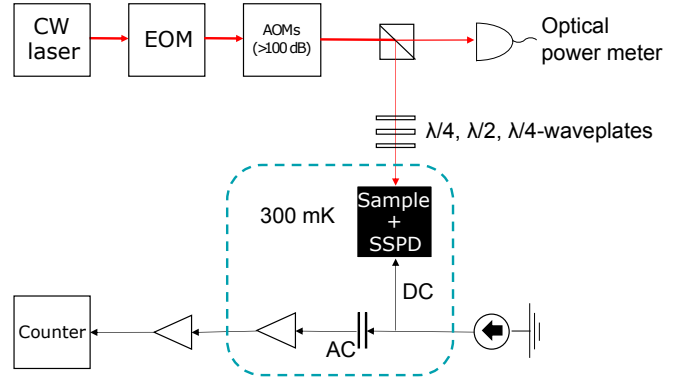 CW
laser
EOM
AOMs
(>100 dB)
Optical
power meter
λ/4, λ/2, λ/4-waveplates
300 mK
Sample
+
SSPD
DC
AC
Counter